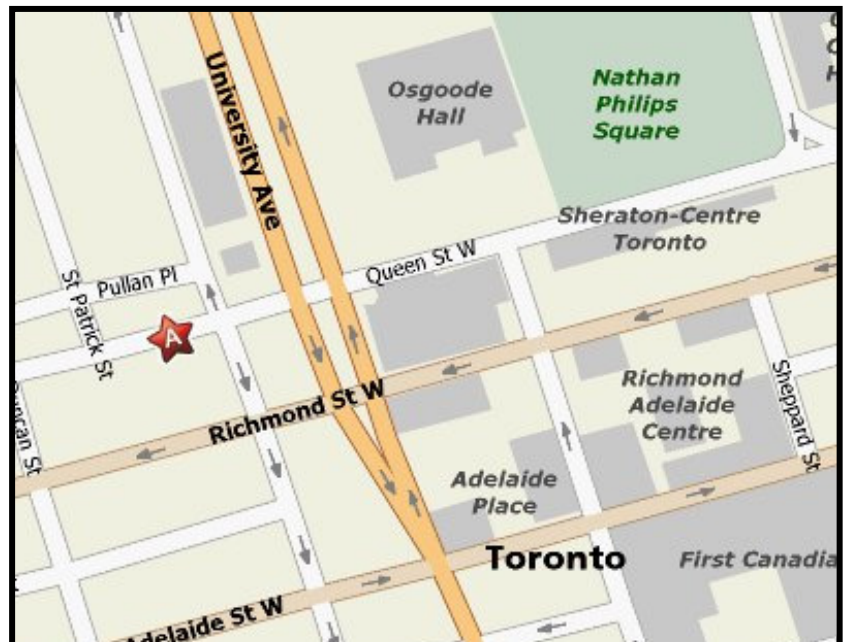 University Ave
Osgoode
Hall
Nathan
Philips
Square
Sheraton-Centre
Toronto
Queen St W
Pullan Pl
St Patrick St
A
Richmond St W
Richmond
Adelaide
Centre
Sheppard St
Adelaide
Place
Toronto
First Canadia
Adelaide St W